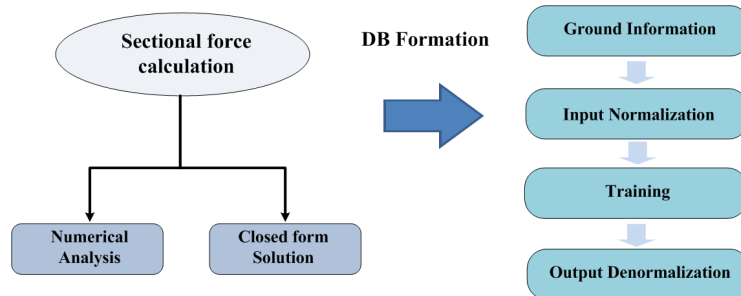 Sectional force
calculation
Numerical
Analysis
Closed form
Solution
DB Formation
Ground Information
Input Normalization
Training
Output Denormalization